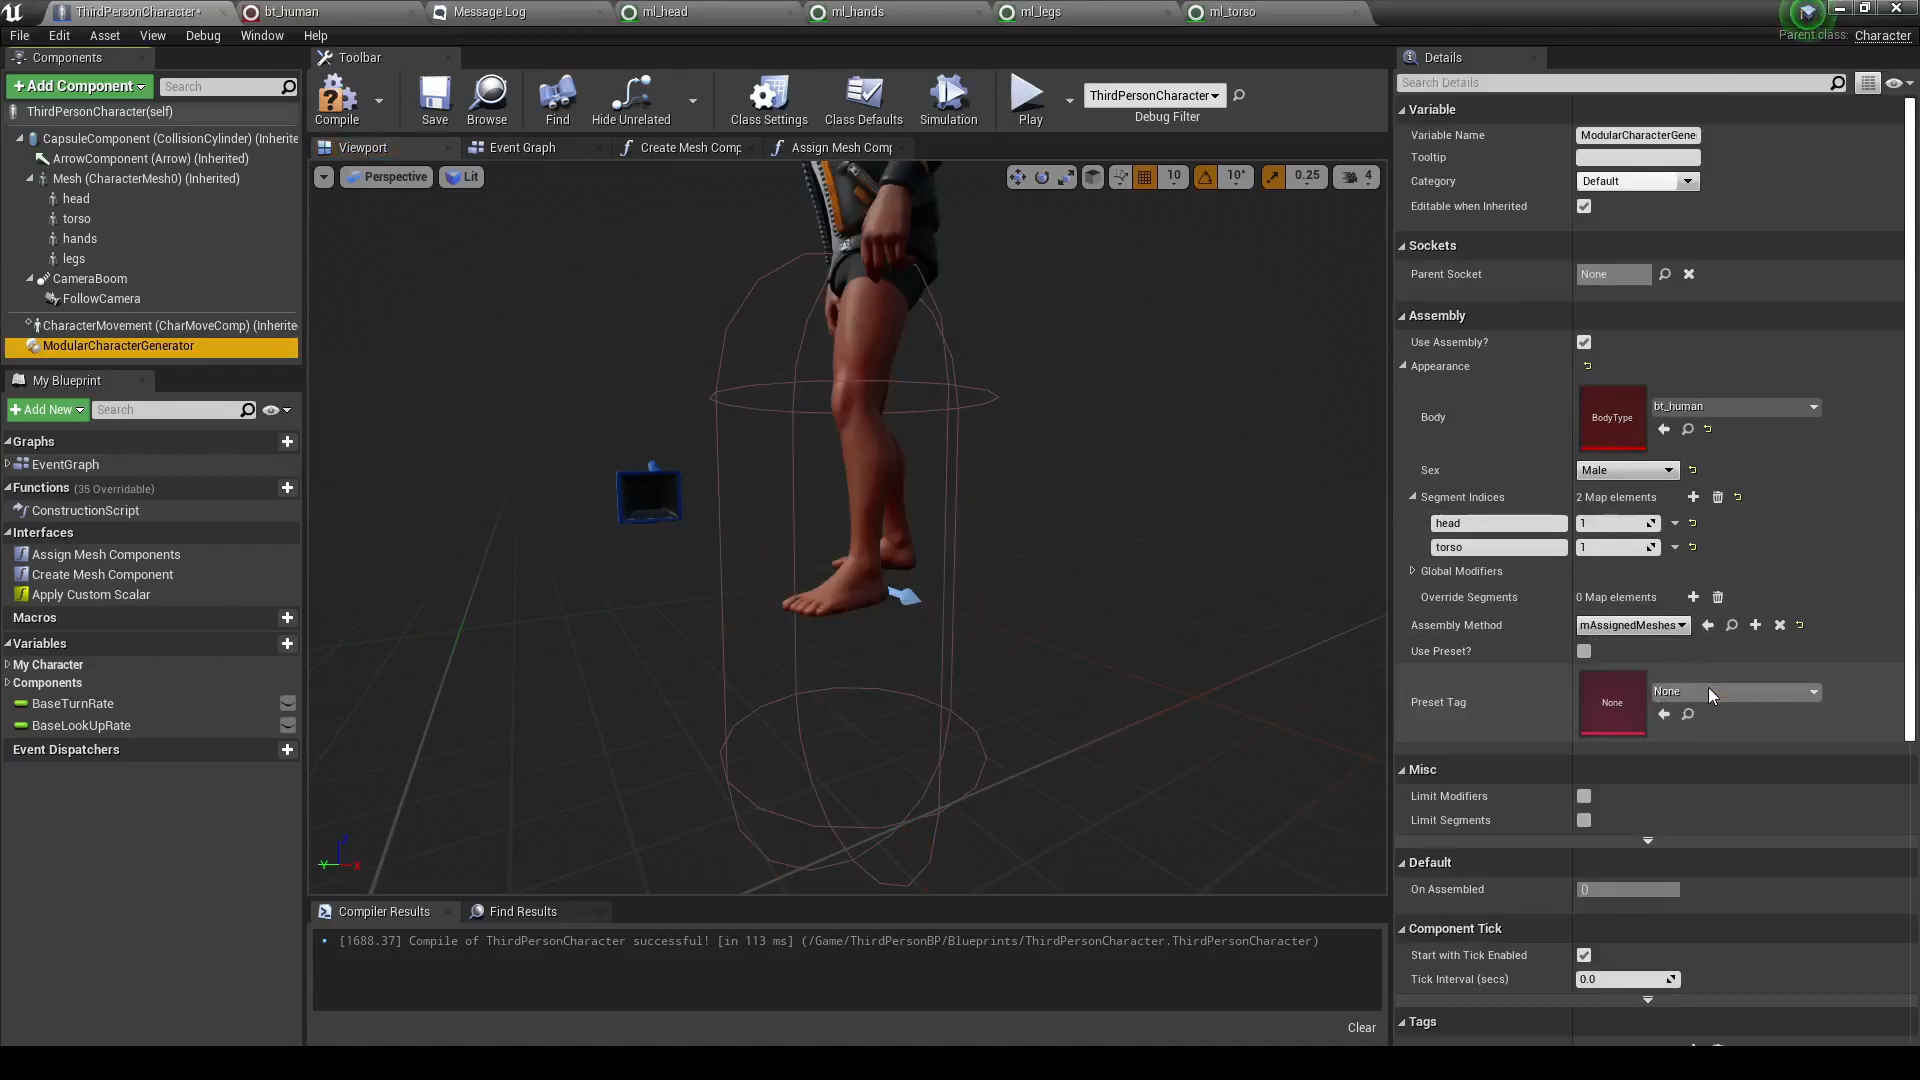 ThirdPersonCharacter*
bt_human
Message Log
ml_head
ml_hands
ml_legs
ml_torso
File
Edit
Asset
View
Debug
Window
Help
Parent class: Character
Components
+ Add Component
Search
ThirdPersonCharacter(self)
CapsuleComponent (CollisionCylinder) (Inherite
ArrowComponent (Arrow) (Inherited)
Mesh (CharacterMesh0) (Inherited)
head
torso
hands
legs
CameraBoom
FollowCamera
CharacterMovement (CharMoveComp) (Inherite
ModularCharacterGenerator
My Blueprint
+ Add New
Search
Graphs
EventGraph
Functions (35 Overridable)
ConstructionScript
Interfaces
Assign Mesh Components
Create Mesh Component
Apply Custom Scalar
Macros
Variables
My Character
Components
BaseTurnRate
BaseLookUpRate
Event Dispatchers
Toolbar
Compile
Save
Browse
Find
Hide Unrelated
Class Settings
Class Defaults
Simulation
Play
ThirdPersonCharacter
Debug Filter
Viewport
Event Graph
Create Mesh Comp
Assign Mesh Comp
Perspective
Lit
10
10°
0.25
4
Y
X
Compiler Results
Find Results
[1688.37] Compile of ThirdPersonCharacter successful! [in 113 ms] (/Game/ThirdPersonBP/Blueprints/ThirdPersonCharacter.ThirdPersonCharacter)
Clear
Details
Search Details
Variable
Variable Name ModularCharacterGene
Tooltip
Category Default
Editable when Inherited
Sockets
Parent Socket None
Assembly
Use Assembly?
Appearance
Body BodyType bt_human
Sex Male
Segment Indices 2 Map elements
head 1
torso 1
Global Modifiers
Override Segments 0 Map elements
Assembly Method mAssignedMeshes
Use Preset?
Preset Tag None None
Misc
Limit Modifiers
Limit Segments
Default
On Assembled ()
Component Tick
Start with Tick Enabled
Tick Interval (secs) 0.0
Tags